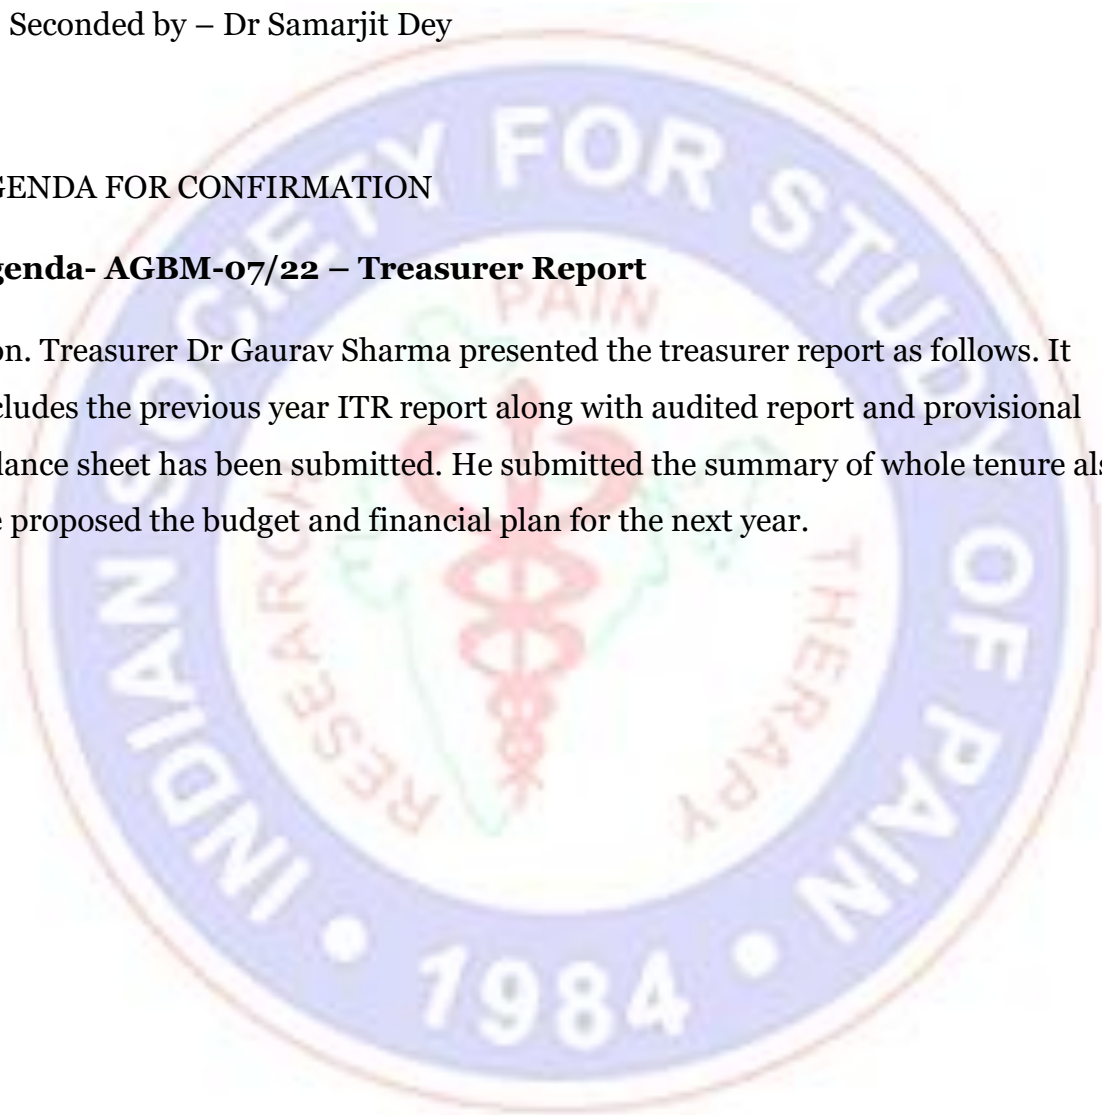 Seconded by – Dr Samarjit Dey
GENDA FOR CONFIRMATION
genda- AGBM-07/22 – Treasurer Report
on. Treasurer Dr Gaurav Sharma presented the treasurer report as follows. It
cludes the previous year ITR report along with audited report and provisional
lance sheet has been submitted. He submitted the summary of whole tenure als
e proposed the budget and financial plan for the next year.
INDIAN SOCIETY FOR STUDY OF PAIN
• 1984 •
PAIN
RESEARCH
THERAPY